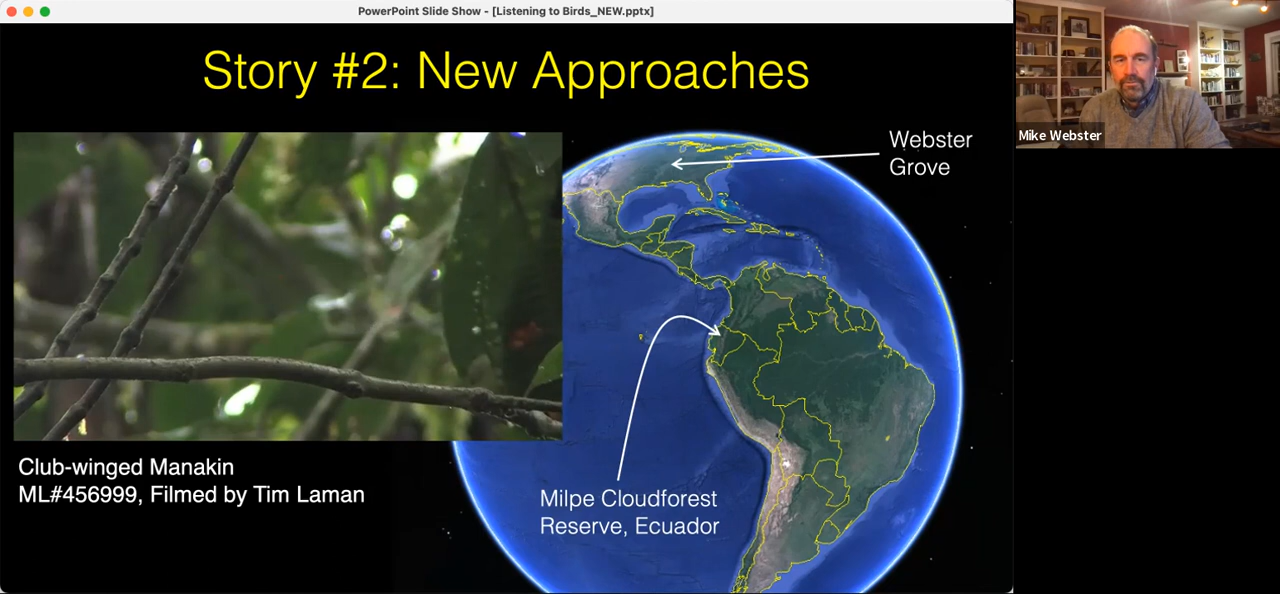 PowerPoint Slide Show - [Listening to Birds_NEW.pptx]
Story #2: New Approaches
Webster
Grove
Mike Webster
Club-winged Manakin
ML#456999, Filmed by Tim Laman
Milpe Cloudforest
Reserve, Ecuador